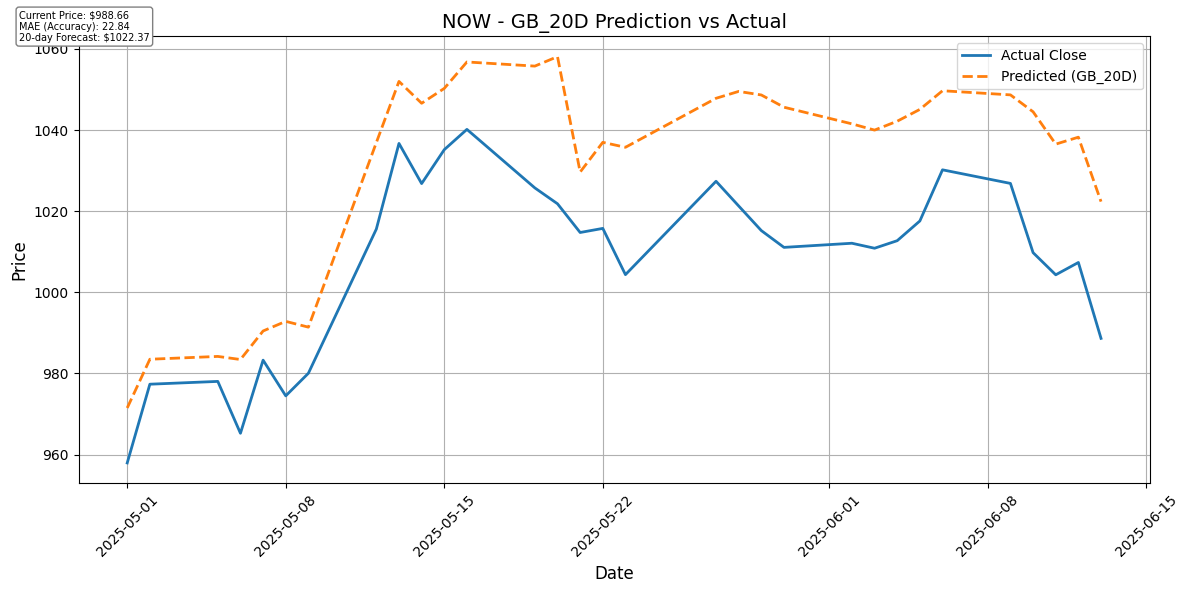 NOW - GB_20D Prediction vs Actual
Current Price: $988.66
MAE (Accuracy): 22.84
20-day Forecast: $1022.37
Actual Close
Predicted (GB_20D)
Price
1060
1040
1020
1000
980
960
2025-05-01
2025-05-08
2025-05-15
2025-05-22
2025-06-01
2025-06-08
2025-06-15
Date